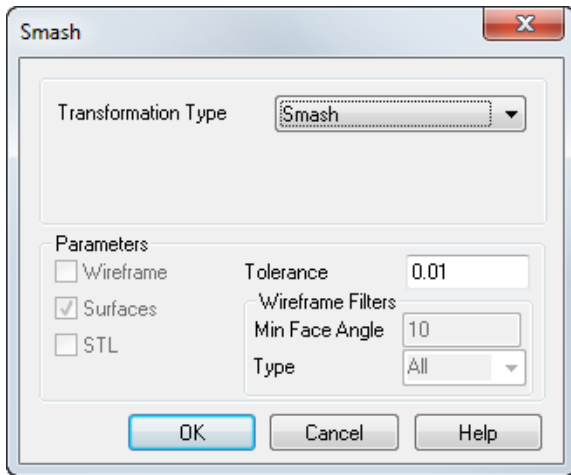 Smash
Transformation Type Smash
Parameters
Wireframe Tolerance 0.01
Surfaces Wireframe Filters
Min Face Angle 10
STL
Type All
OK Cancel Help